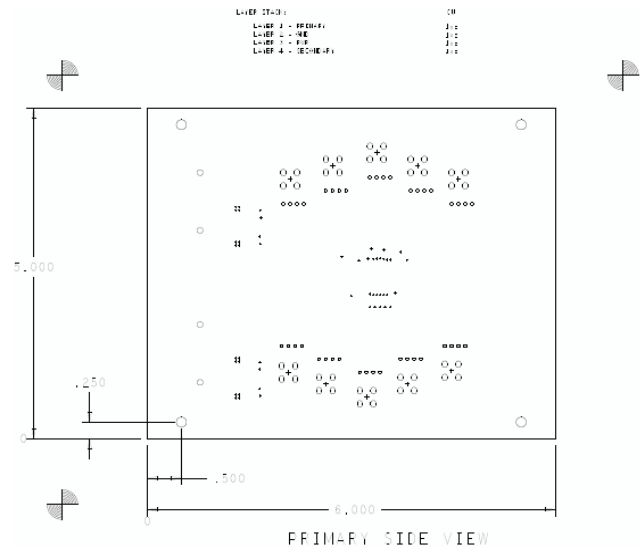 LAYER STACK: CU
LAYER 1 - PRIMARY
LAYER 2 - GND
LAYER 3 - PWR
LAYER 4 - SECONDARY
5.000
.250
0
.500
6.000
0
PRIMARY SIDE VIEW